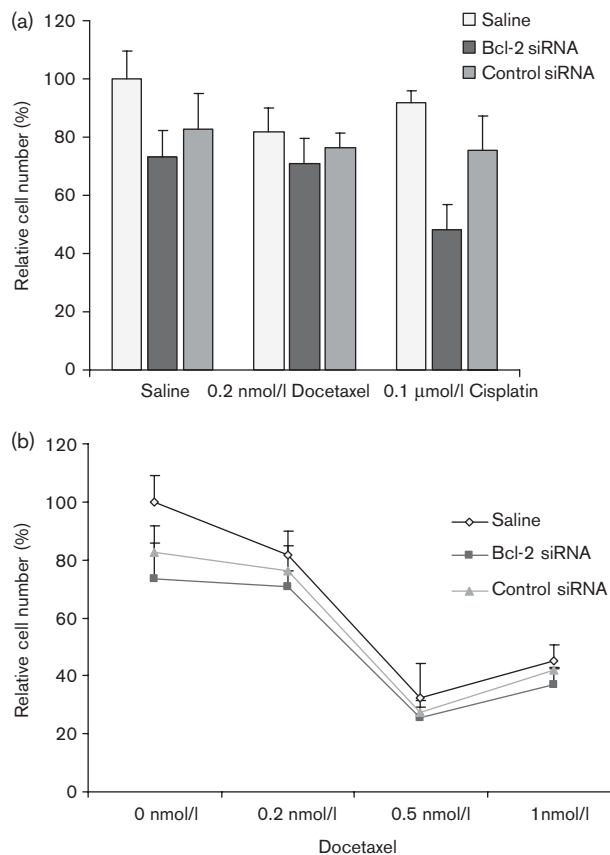 (a)
120
100
80
60
40
20
0
Relative cell number (%)
Saline
Bcl-2 siRNA
Control siRNA
Saline 0.2 nmol/l Docetaxel 0.1 μmol/l Cisplatin
(b)
120
100
80
60
40
20
0
Relative cell number (%)
Saline
Bcl-2 siRNA
Control siRNA
0 nmol/l 0.2 nmol/l 0.5 nmol/l 1nmol/l
Docetaxel